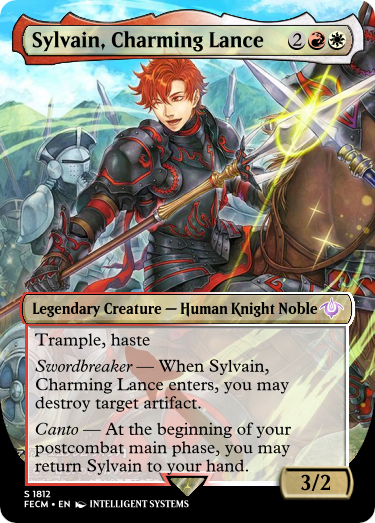 Sylvain, Charming Lance 2
Legendary Creature — Human Knight Noble
Trample, haste
Swordbreaker — When Sylvain,
Charming Lance enters, you may
destroy target artifact.
Canto — At the beginning of your
postcombat main phase, you may
return Sylvain to your hand.
3/2
S 1812
FECM • EN INTELLIGENT SYSTEMS